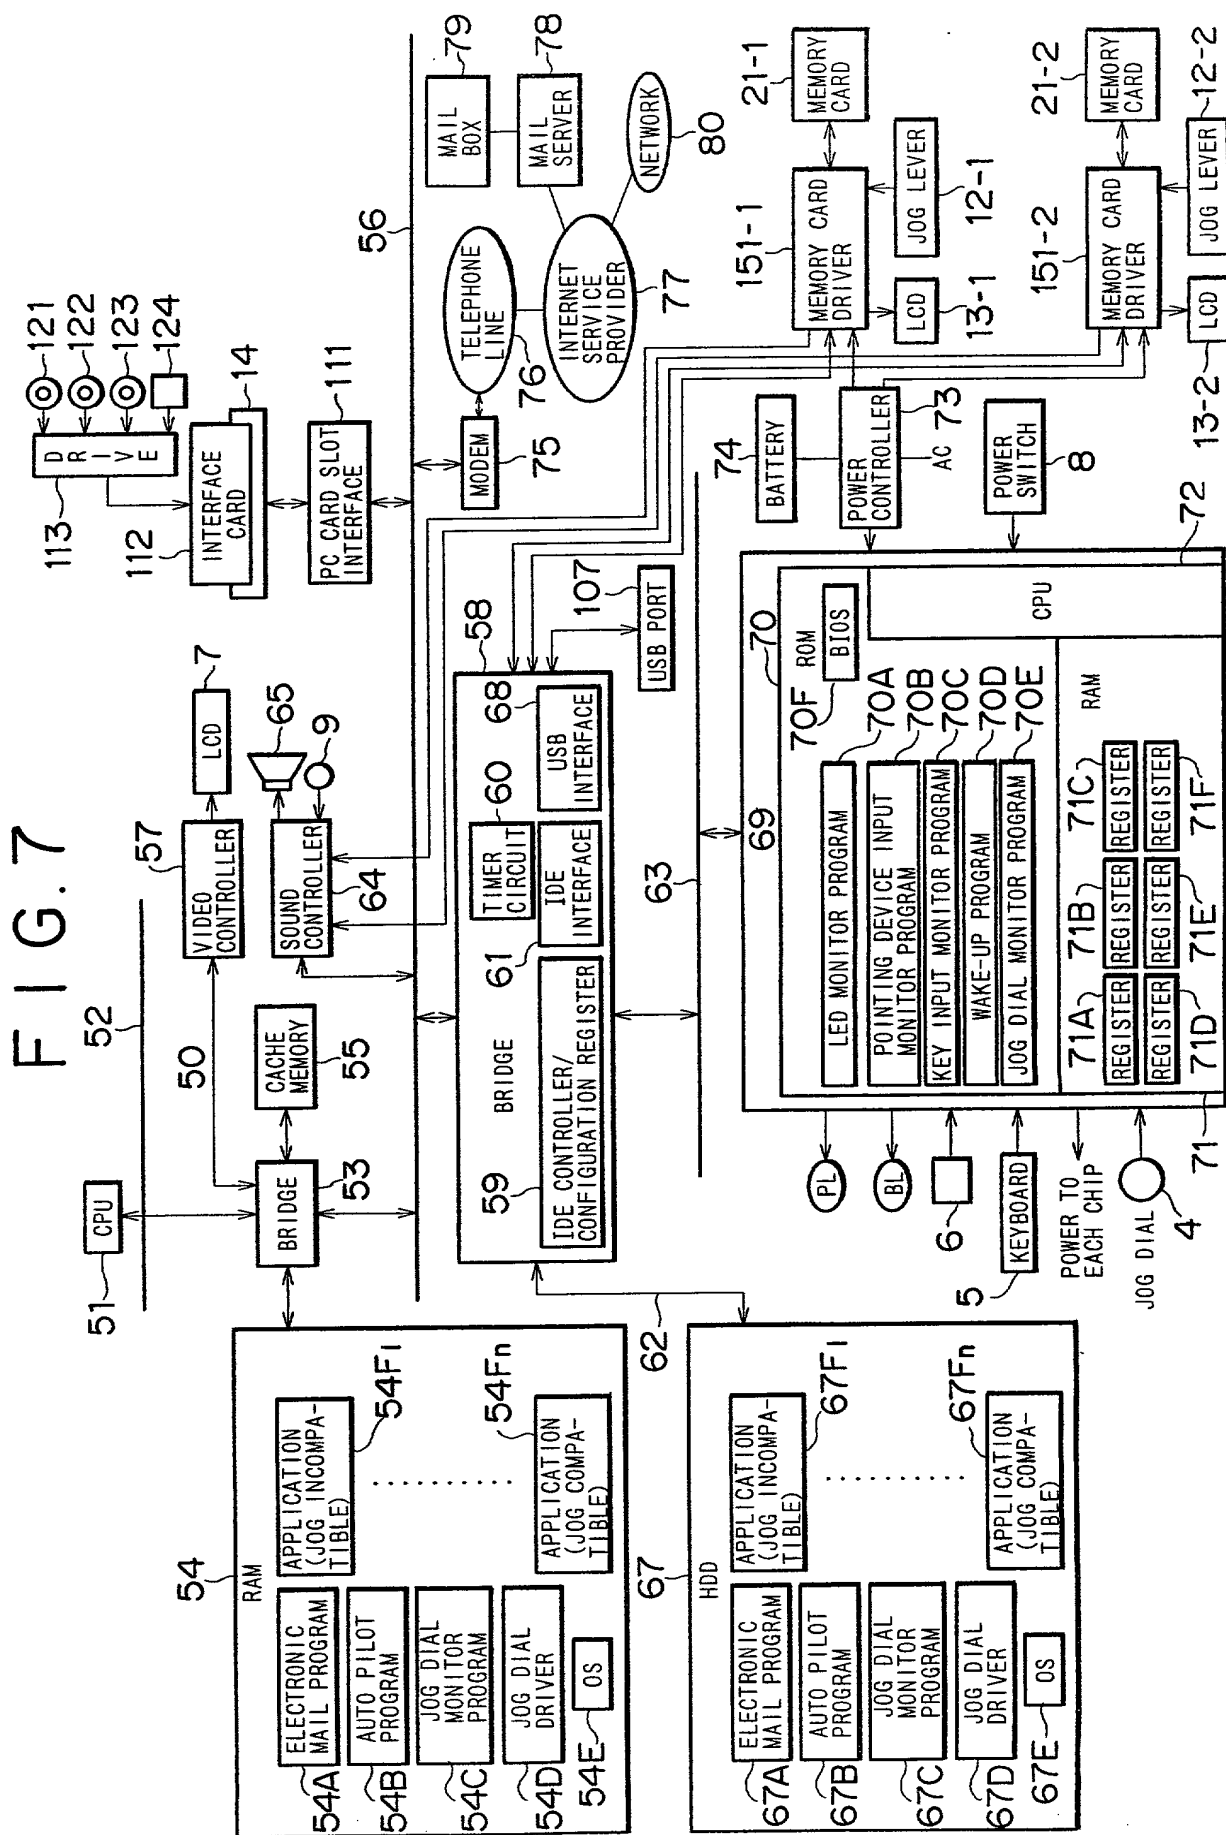 FIG.7
51
CPU
52
BRIDGE
53
50
CACHE
MEMORY
55
57
VIDEO
CONTROLLER
LCD
7
SOUND
CONTROLLER
64
65
9
113
DRIVE
121
122
123
124
112
INTERFACE
CARD
14
PC CARD SLOT
INTERFACE
111
56
54
RAM
54A
ELECTRONIC
MAIL PROGRAM
54B
AUTO PILOT
PROGRAM
54C
JOG DIAL
MONITOR
PROGRAM
54D
JOG DIAL
DRIVER
54E
OS
APPLICATION
(JOG INCOMPA-
TIBLE)
54F1
APPLICATION
(JOG COMPA-
TIBLE)
54Fn
BRIDGE
58
59
IDE CONTROLLER/
CONFIGURATION REGISTER
TIMER
CIRCUIT
60
61
IDE
INTERFACE
USB
INTERFACE
68
USB PORT
107
MODEM
75
TELEPHONE
LINE
76
INTERNET
SERVICE
PROVIDER
77
MAIL
BOX
79
MAIL
SERVER
78
NETWORK
80
62
63
67
HDD
67A
ELECTRONIC
MAIL PROGRAM
67B
AUTO PILOT
PROGRAM
67C
JOG DIAL
MONITOR
PROGRAM
67D
JOG DIAL
DRIVER
67E
OS
APPLICATION
(JOG INCOMPA-
TIBLE)
67F1
APPLICATION
(JOG COMPA-
TIBLE)
67Fn
PL
BL
6
5
KEYBOARD
POWER TO
EACH CHIP
JOG DIAL
4
69
70
ROM
70F
BIOS
LED MONITOR PROGRAM
70A
POINTING DEVICE INPUT
MONITOR PROGRAM
70B
KEY INPUT MONITOR PROGRAM
70C
WAKE-UP PROGRAM
70D
JOG DIAL MONITOR PROGRAM
70E
CPU
72
RAM
71
71A
REGISTER
71B
REGISTER
71C
REGISTER
REGISTER
71D
REGISTER
71E
REGISTER
71F
74
BATTERY
POWER
CONTROLLER
73
AC
POWER
SWITCH
8
151-1
MEMORY CARD
DRIVER
MEMORY
CARD
21-1
LCD
13-1
JOG LEVER
12-1
151-2
MEMORY CARD
DRIVER
MEMORY
CARD
21-2
LCD
13-2
JOG LEVER
12-2